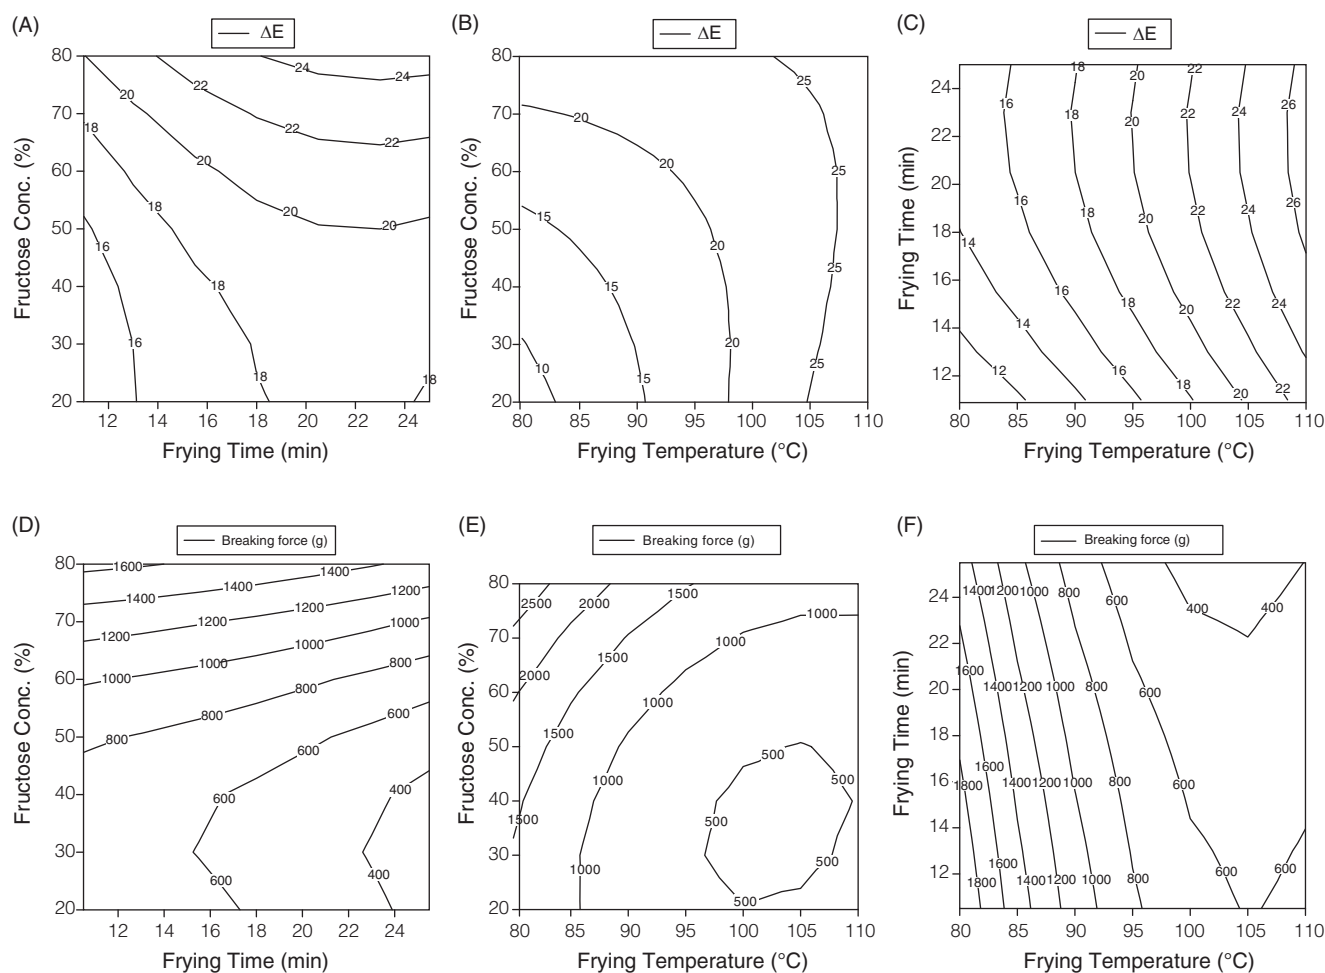 (A)
ΔE
80
70
60
50
40
30
20
Fructose Conc. (%)
24
24
22
22
22
20
20
20
20
18
18
18
18
18
16
16
12 14 16 18 20 22 24
Frying Time (min)
(B)
ΔE
80
70
60
50
40
30
20
Fructose Conc. (%)
25
25
25
25
20
20
20
20
15
15
15
10
80 90 100 110
Frying Temperature (°C)
(C)
ΔE
24
22
20
18
16
14
12
Frying Time (min)
18 20 22
16 18 20 22 24 26
16 18 20 22 24 26
14 16 18 20 22 24
14
12 16 18 20 22
80 85 90 95 100 105 110
Frying Temperature (°C)
(D)
Breaking force (g)
80
70
60
50
40
30
20
Fructose Conc. (%)
1600
1400 1400
1200 1200 1200
1000 1000 1000
800 800 800 800
600 600 600 600
400
400
12 14 16 18 20 22 24
Frying Time (min)
(E)
Breaking force (g)
80
70
60
50
40
30
20
Fructose Conc. (%)
2500 2000 1500
2000 1500 1000
1500 1000
1500 1000 500 500
1000 500 500
500
80 85 90 95 100 105 110
Frying Temperature (°C)
(F)
Breaking force (g)
24
22
20
18
16
14
12
Frying Time (min)
1400 1200 1000 800 600 400 400
1600
1400 1200 1000 800 600
1600
1800 1400 1200 1000 800 600
1600
1800 1400 1200 1000 800 600 600
80 85 90 95 100 105 110
Frying Temperature (°C)